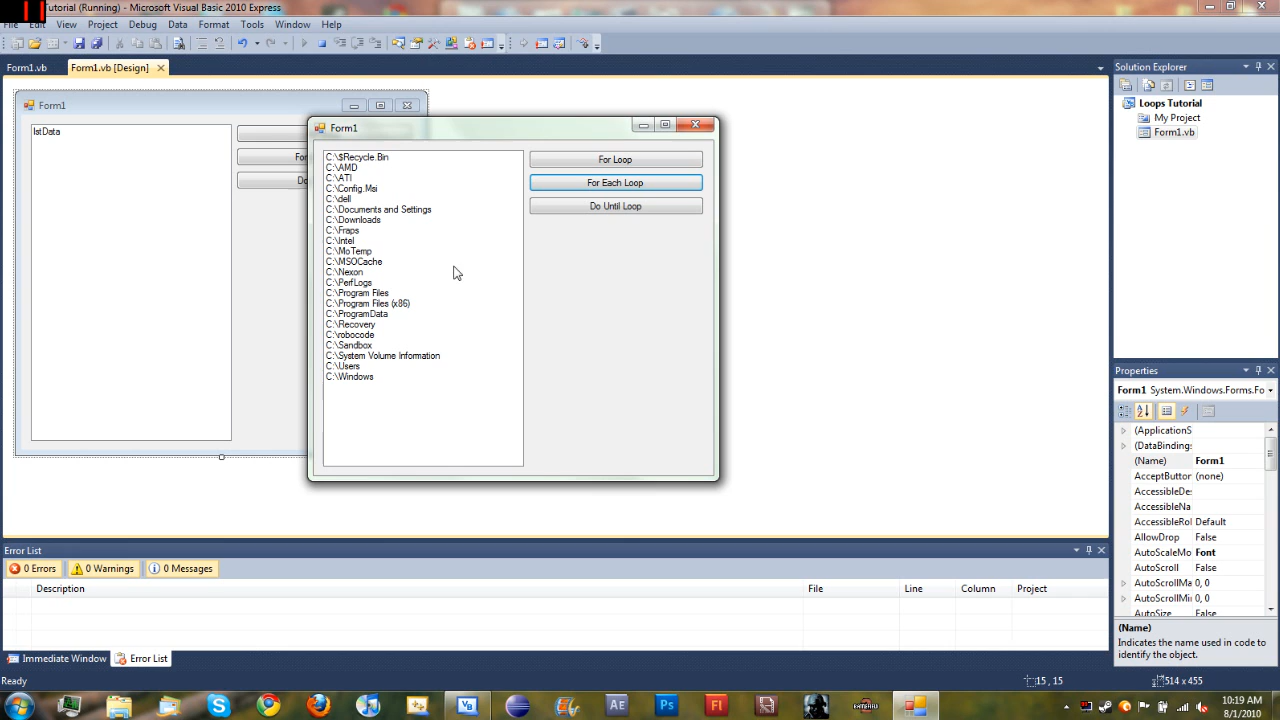 Tutorial (Running) - Microsoft Visual Basic 2010 Express
File Edit View Project Debug Data Format Tools Window Help
Form1.vb Form1.vb [Design]
Form1
lstData
Form1
For Loop
For Each Loop
Do Until Loop
C:\$Recycle.Bin
C:\AMD
C:\ATI
C:\Config.Msi
C:\dell
C:\Documents and Settings
C:\Downloads
C:\Fraps
C:\Intel
C:\MoTemp
C:\MSOCache
C:\Nexon
C:\PerfLogs
C:\Program Files
C:\Program Files (x86)
C:\ProgramData
C:\Recovery
C:\robocode
C:\Sandbox
C:\System Volume Information
C:\Users
C:\Windows
Solution Explorer
Loops Tutorial
My Project
Form1.vb
Properties
Form1 System.Windows.Forms.Fo
(ApplicationS
(DataBinding:
(Name) Form1
AcceptButton (none)
AccessibleDe:
AccessibleNa
AccessibleRol Default
AllowDrop False
AutoScaleMo Font
AutoScroll False
AutoScrollMa 0, 0
AutoScrollMi 0, 0
AutoSize False
(Name)
Indicates the name used in code to
identify the object.
Error List
0 Errors 0 Warnings 0 Messages
Description File Line Column Project
Immediate Window Error List
Ready 15 , 15 514 x 455
10:19 AM
8/1/2010